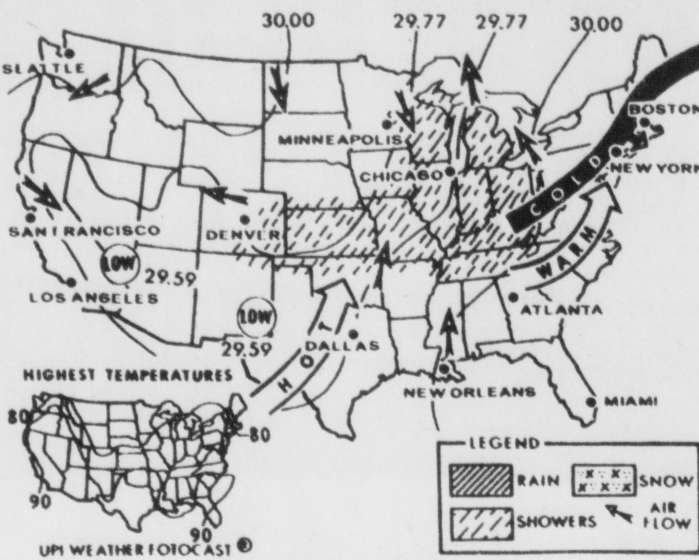 30.00
29.77
29.77
30.00
SEATTLE
BOSTON
MINNEAPOLIS
NEW YORK
CHICAGO
COLD
SAN FRANCISCO
DENVER
WARM
LOW
29.59
LOS ANGELES
ATLANTA
LOW
29.59
HOT
DALLAS
HIGHEST TEMPERATURES
NEW ORLEANS
MIAMI
80
80
90
90
LEGEND
RAIN
SNOW
SHOWERS
AIR
FLOW
UPI WEATHER FOTOCAST